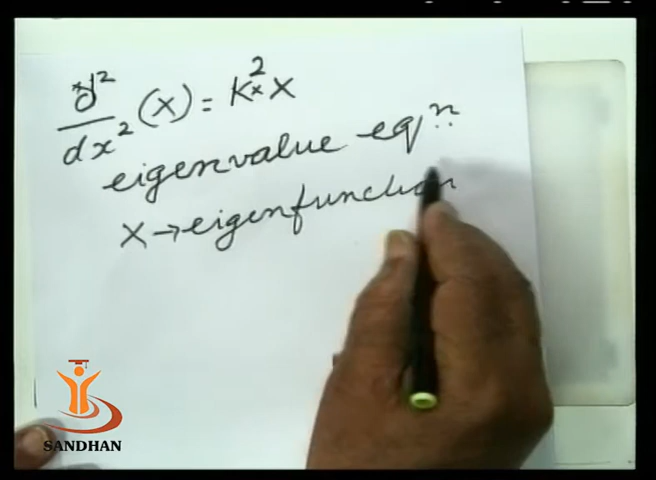 d²/dx² (X) = Kx² X
eigenvalue eqn
X → eigenfunction
SANDHAN